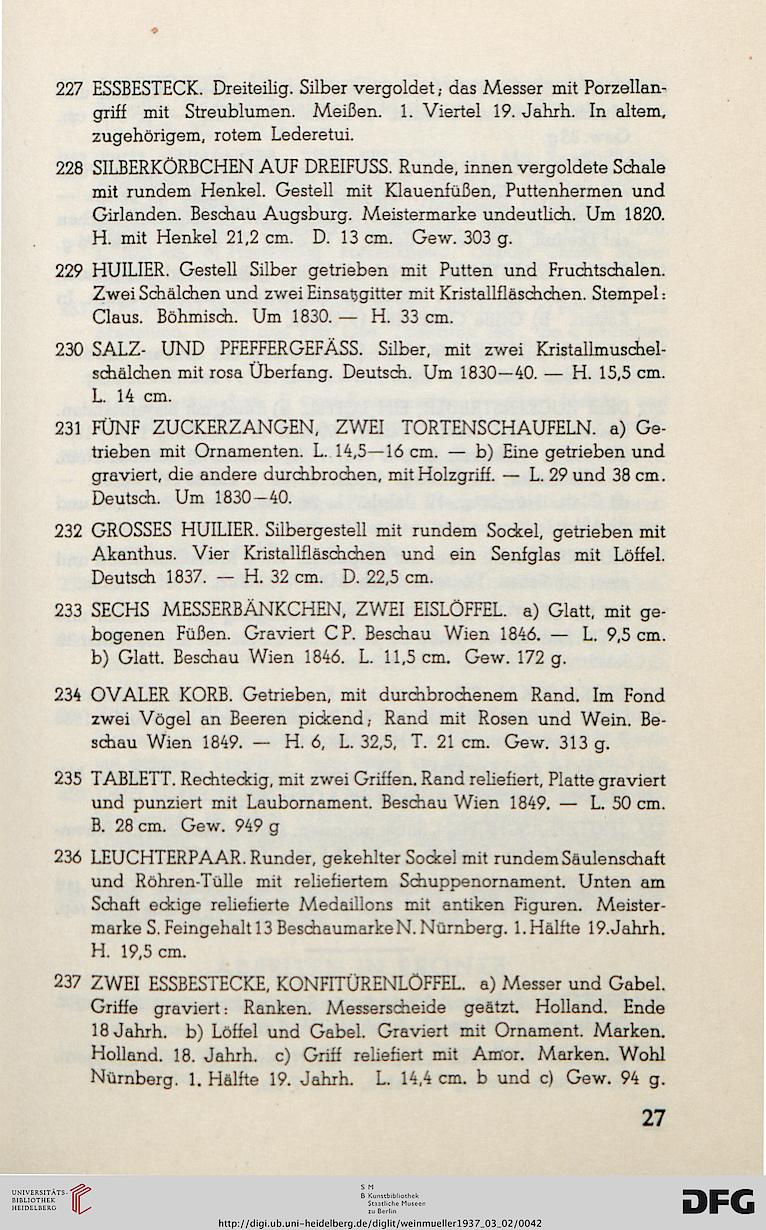 227 ESSBESTECK. Dreiteilig. Silber vergoldet; das Messer mit Porzellan-
griff mit Streublumen. Meißen. 1. Viertel 19. Jahrh. In altem,
zugehörigem, rotem Lederetui.
228 SILBERKÖRBCHEN AUF DREIFUSS. Runde, innen vergoldete Schale
mit rundem Henkel. Gestell mit Klauenfüßen, Puttenhermen und
Girlanden. Beschau Augsburg. Meistermarke undeutlich. Um 1820.
H. mit Henkel 21,2 cm. D. 13 cm. Gew. 303 g.
229 HUILIER. Gestell Silber getrieben mit Putten und Fruchtschalen.
Zwei Schälchen und zwei Einsatzgitter mit Kristallfläschchen. Stempel:
Claus. Böhmisch. Um 1830. — H. 33 cm.
230 SALZ- UND PFEFFERGEFÄSS. Silber, mit zwei Kristallmuschel-
schälchen mit rosa Überfang. Deutsch. Um 1830—40. — H. 15,5 cm.
L. 14 cm.
231 FÜNF ZUCKERZANGEN, ZWEI TORTENSCHAUFELN. a) Ge-
trieben mit Ornamenten. L. 14,5—16 cm. — b) Eine getrieben und
graviert, die andere durchbrochen, mit Holzgriff. — L. 29 und 38 cm.
Deutsch. Um 1830—40.
232 GROSSES HUILIER. Silbergestell mit rundem Sockel, getrieben mit
Akanthus. Vier Kristallfläschchen und ein Senfglas mit Löffel.
Deutsch 1837. — H. 32 cm. D. 22,5 cm.
233 SECHS MESSERBÄNKCHEN, ZWEI EISLÖFFEL. a) Glatt, mit ge-
bogenen Füßen. Graviert C P. Beschau Wien 1846. — L. 9,5 cm.
b) Glatt. Beschau Wien 1846. L. 11,5 cm. Gew. 172 g.
234 OVALER KORB. Getrieben, mit durchbrochenem Rand. Im Fond
zwei Vögel an Beeren pickend; Rand mit Rosen und Wein. Be-
schau Wien 1849. — H. 6, L. 32,5, T. 21 cm. Gew. 313 g.
235 TABLETT. Rechteckig, mit zwei Griffen. Rand reliefiert, Platte graviert
und punziert mit Laubornament. Beschau Wien 1849. — L. 50 cm.
B. 28 cm. Gew. 949 g
236 LEUCHTERPAAR. Runder, gekehlter Sockel mit rundem Säulenschaft
und Röhren-Tülle mit reliefiertem Schuppenornament. Unten am
Schaft eckige reliefierte Medaillons mit antiken Figuren. Meister-
marke S. Feingehalt 13 Beschaumarke N. Nürnberg. 1. Hälfte 19. Jahrh.
H. 19,5 cm.
237 ZWEI ESSBESTECKE, KONFITÜRENLÖFFEL. a) Messer und Gabel.
Griffe graviert: Ranken. Messerscheide geätzt. Holland. Ende
18 Jahrh. b) Löffel und Gabel. Graviert mit Ornament. Marken.
Holland. 18. Jahrh. c) Griff reliefiert mit Amor. Marken. Wohl
Nürnberg. 1. Hälfte 19. Jahrh. L. 14,4 cm. b und c) Gew. 94 g.
27
UNIVERSITÄTS-
BIBLIOTHEK
HEIDELBERG
S M
B Kunstbibliothek
Staatliche Museen
zu Berlin
DFG
http://digi.ub.uni-heidelberg.de/diglit/weinmueller1937_03_02/0042